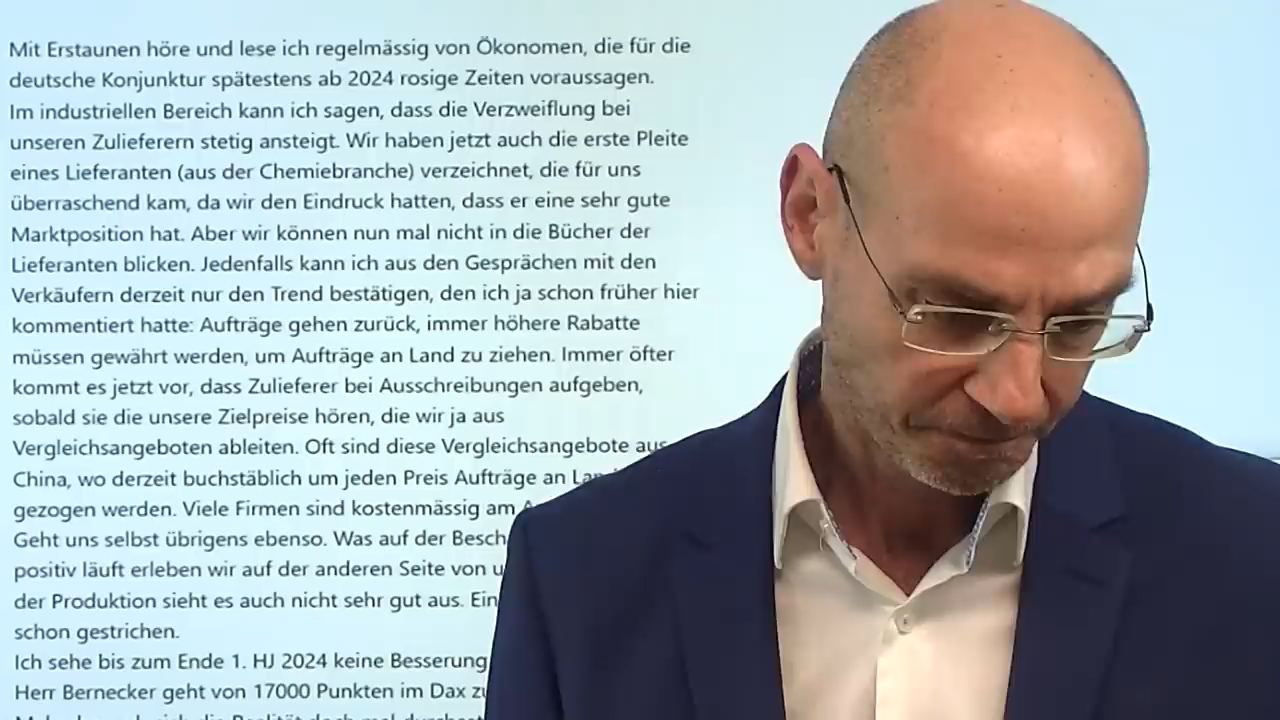 Mit Erstaunen höre und lese ich regelmässig von Ökonomen, die für die
deutsche Konjunktur spätestens ab 2024 rosige Zeiten voraussagen.
Im industriellen Bereich kann ich sagen, dass die Verzweiflung bei
unseren Zulieferern stetig ansteigt. Wir haben jetzt auch die erste Pleite
eines Lieferanten (aus der Chemiebranche) verzeichnet, die für uns
überraschend kam, da wir den Eindruck hatten, dass er eine sehr gute
Marktposition hat. Aber wir können nun mal nicht in die Bücher der
Lieferanten blicken. Jedenfalls kann ich aus den Gesprächen mit den
Verkäufern derzeit nur den Trend bestätigen, den ich ja schon früher hier
kommentiert hatte: Aufträge gehen zurück, immer höhere Rabatte
müssen gewährt werden, um Aufträge an Land zu ziehen. Immer öfter
kommt es jetzt vor, dass Zulieferer bei Ausschreibungen aufgeben,
sobald sie die unsere Zielpreise hören, die wir ja aus
Vergleichsangeboten ableiten. Oft sind diese Vergleichsangebote aus
China, wo derzeit buchstäblich um jeden Preis Aufträge an
gezogen werden. Viele Firmen sind kostenmässig am
Geht uns selbst übrigens ebenso. Was auf der
positiv läuft erleben wir auf der anderen Seite von
der Produktion sieht es auch nicht sehr gut aus.
schon gestrichen.
Ich sehe bis zum Ende 1. HJ 2024 keine Besserung
Herr Bernecker geht von 17000 Punkten im Dax